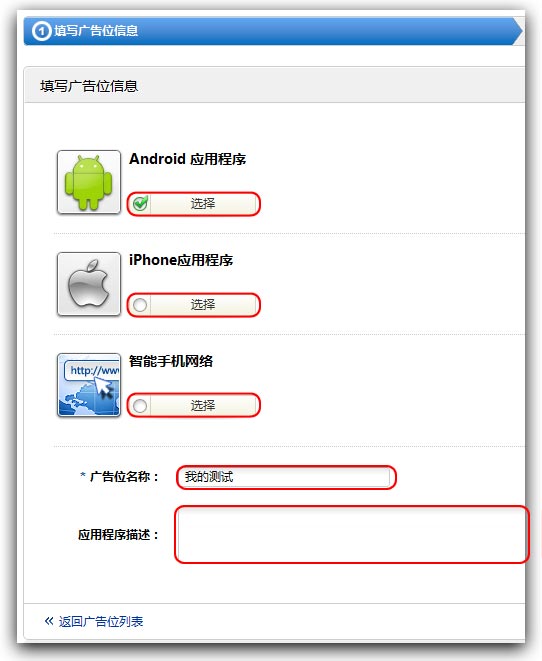 1 填写广告位信息
填写广告位信息
Android 应用程序
选择
iPhone应用程序
选择
http://ww
智能手机网络
选择
* 广告位名称： 我的测试
应用程序描述：
« 返回广告位列表